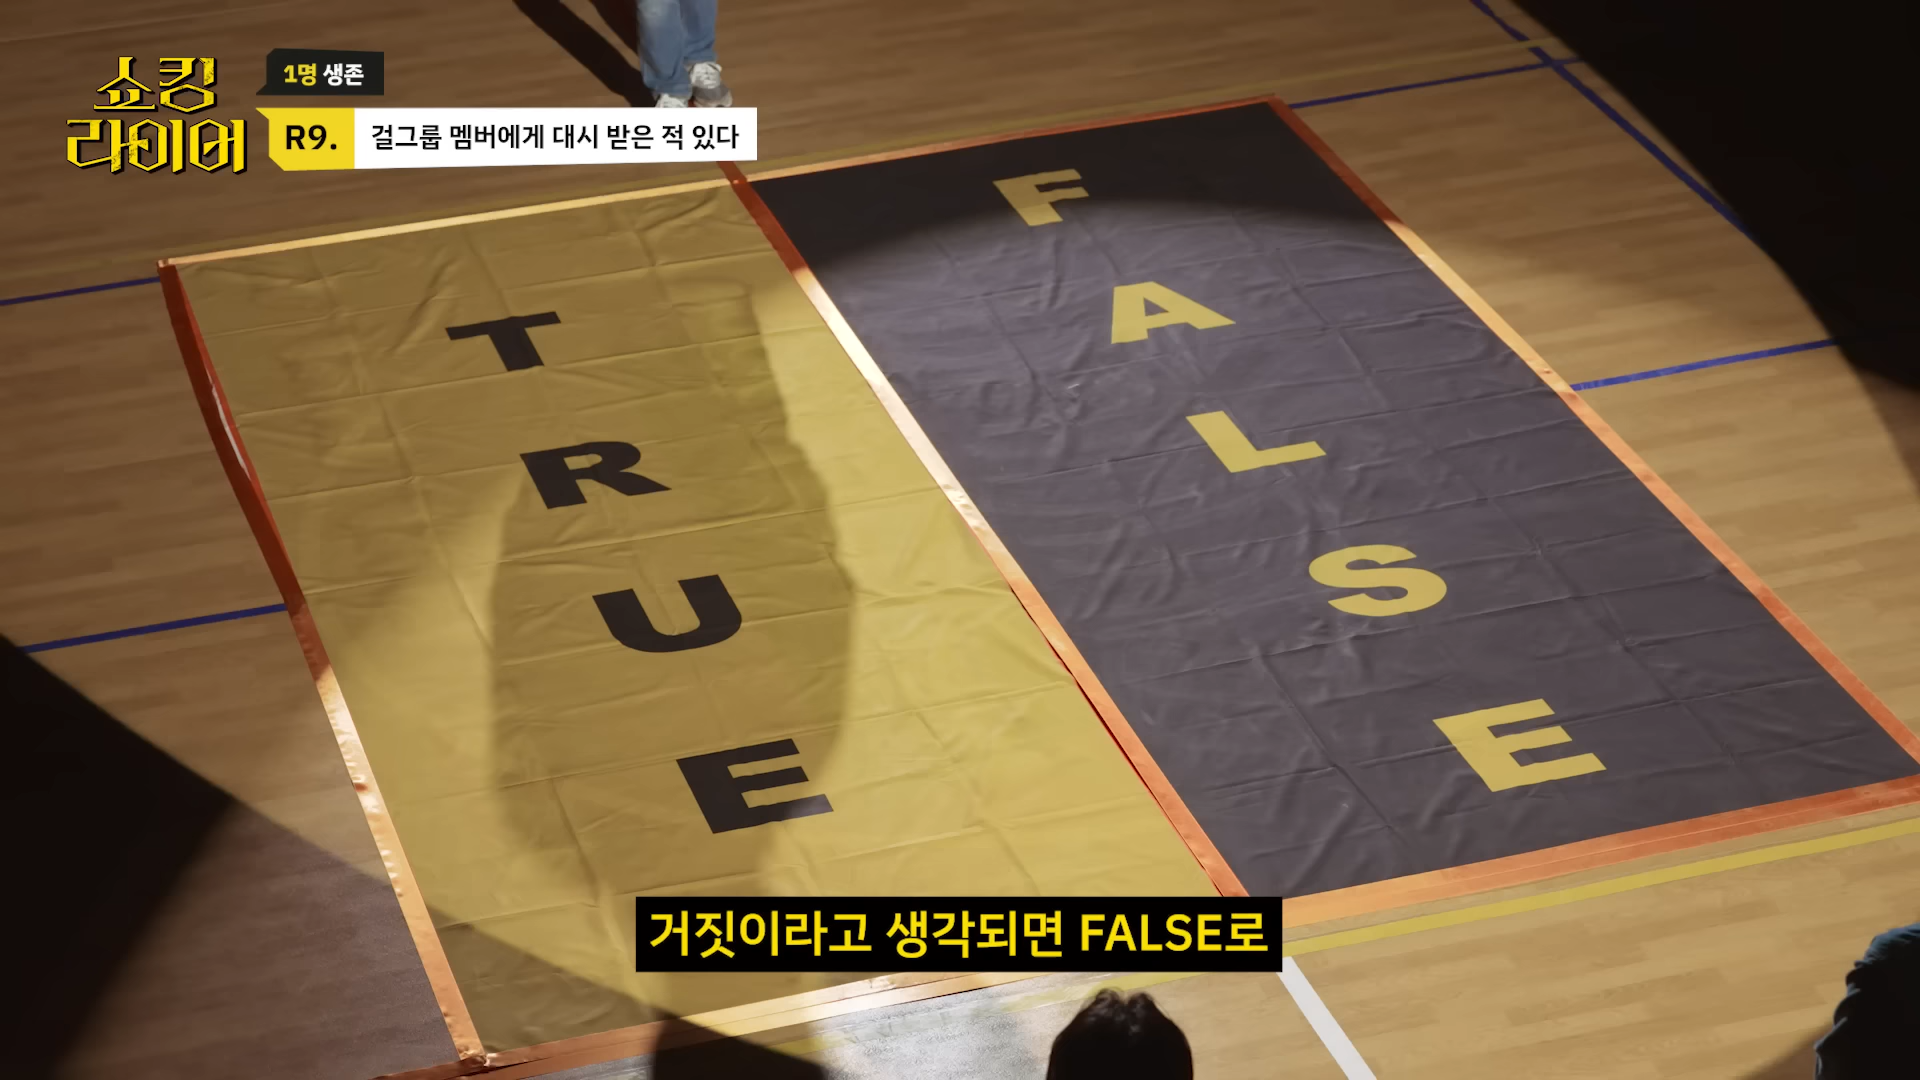 쇼킹
라이어
1명 생존
R9. 걸그룹 멤버에게 대시 받은 적 있다
TRUE
FALSE
거짓이라고 생각되면 FALSE로